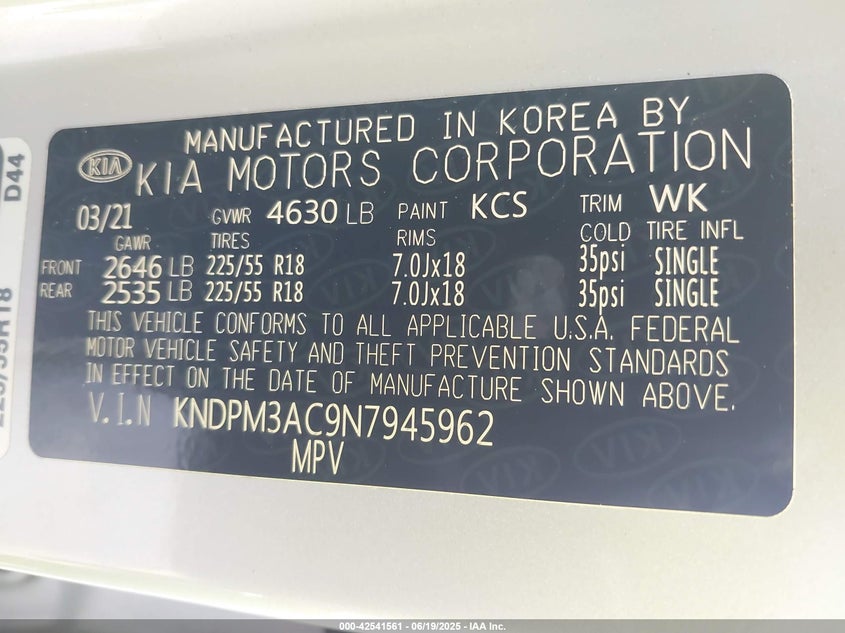 MANUFACTURED IN KOREA BY
KIA KIA MOTORS CORPORATION
03/21 GVWR 4630 LB PAINT KCS TRIM WK
GAWR TIRES RIMS COLD TIRE INFL
FRONT 2646 LB 225/55 R18 7.0Jx18 35psi SINGLE
REAR 2535 LB 225/55 R18 7.0Jx18 35psi SINGLE
THIS VEHICLE CONFORMS TO ALL APPLICABLE U.S.A. FEDERAL
MOTOR VEHICLE SAFETY AND THEFT PREVENTION STANDARDS
IN EFFECT ON THE DATE OF MANUFACTURE SHOWN ABOVE.
V.I.N KNDPM3AC9N7945962
MPV
D44
000-42541561 - 06/19/2025 - IAA Inc.